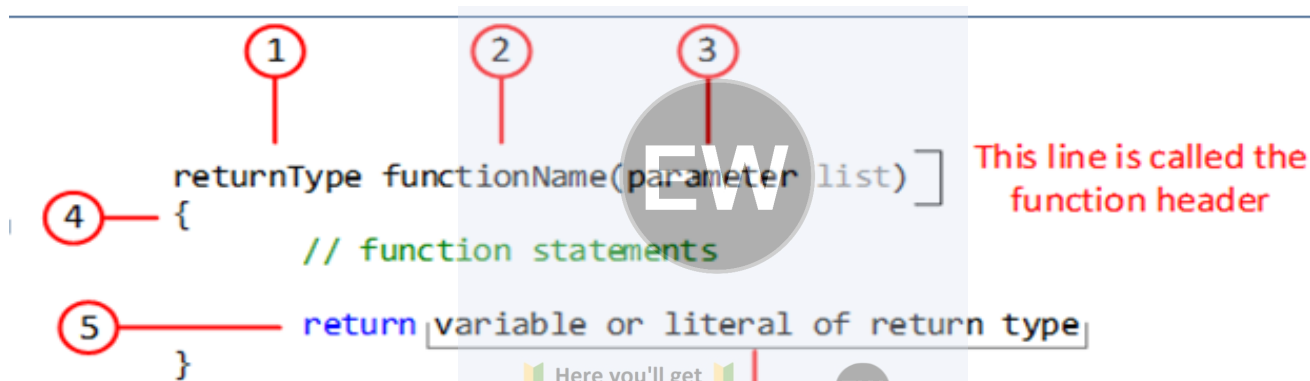 1 2 3
returnType functionName(parameter list)
This line is called the
function header
4 {
// function statements
5 return variable or literal of return type
}
EW
Here you'll get